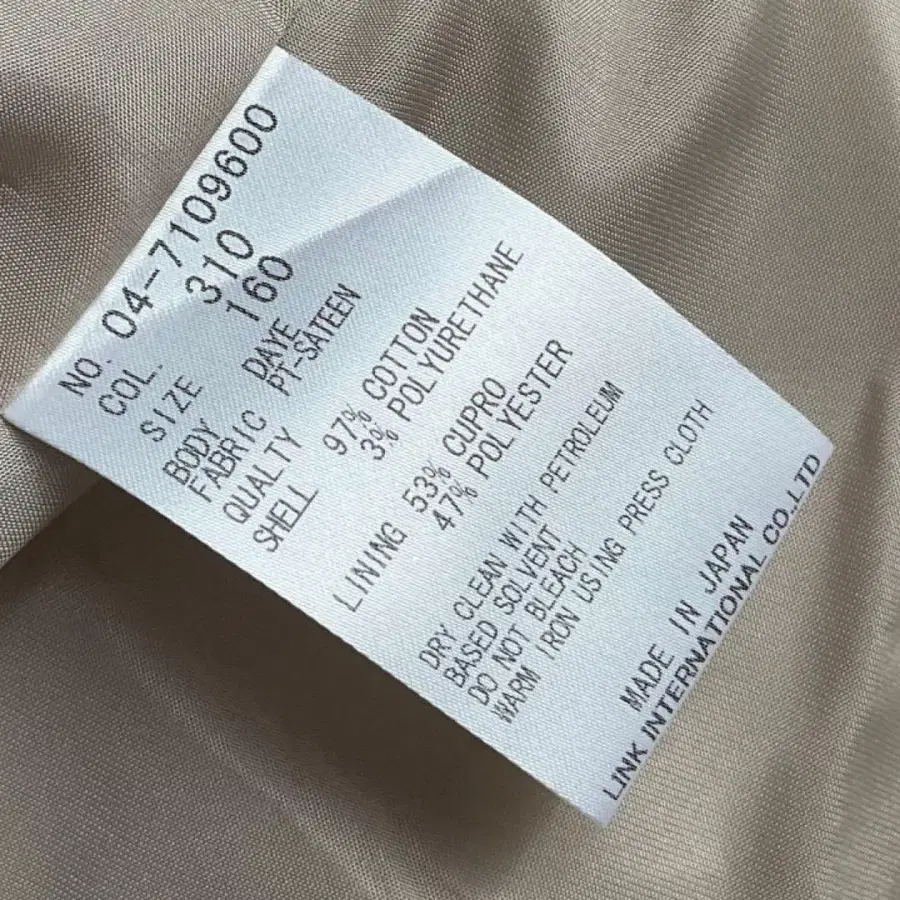 NO. 04-7109600
COL. 310
SIZE 160
BODY DAYE
FABRIC PT-SATEEN
QUALTY
SHELL 97% COTTON
3% POLYURETHANE
LINING 53% CUPRO
47% POLYESTER
DRY CLEAN WITH PETROLEUM
BASED SOLVENT
DO NOT BLEACH
WARM IRON USING PRESS CLOTH
MADE IN JAPAN
LINK INTERNATIONAL CO.,LTD